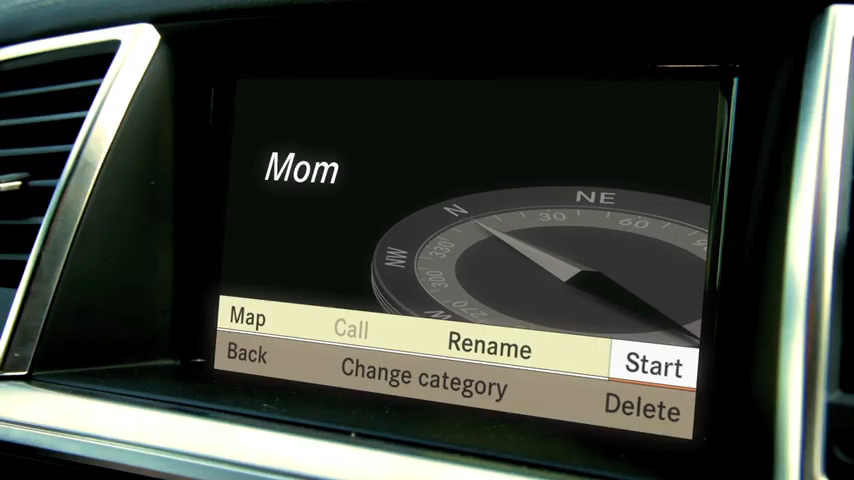 Mom
NE
N
30
60
NW
330
300
270
W
Map Call Rename Start
Back Change category Delete